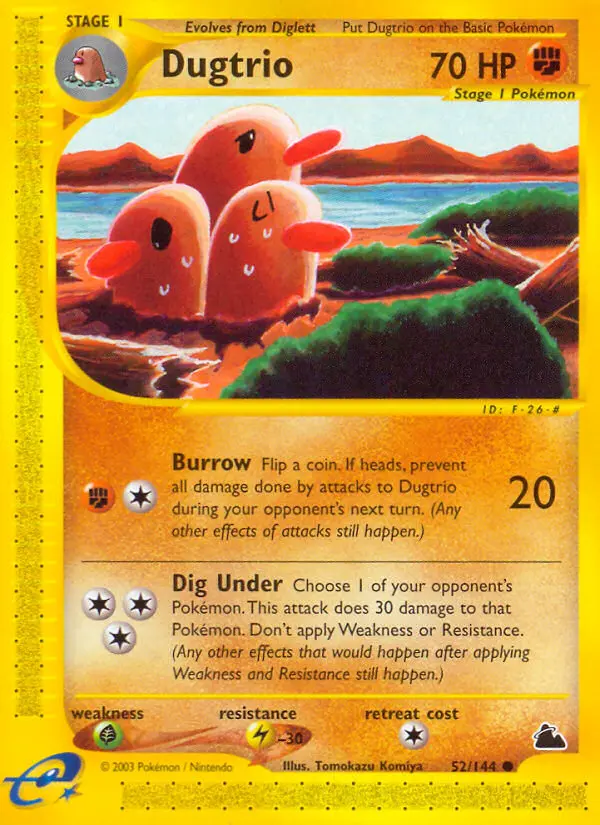 STAGE 1 Evolves from Diglett Put Dugtrio on the Basic Pokémon
Dugtrio 70 HP
Stage 1 Pokémon
ID: F-26-#
Burrow Flip a coin. If heads, prevent
all damage done by attacks to Dugtrio
during your opponent's next turn. (Any
other effects of attacks still happen.)
20
Dig Under Choose 1 of your opponent's
Pokémon. This attack does 30 damage to that
Pokémon. Don't apply Weakness or Resistance.
(Any other effects that would happen after applying
Weakness and Resistance still happen.)
weakness resistance retreat cost
-30
© 2003 Pokémon / Nintendo Illus. Tomokazu Komiya 52/144
e